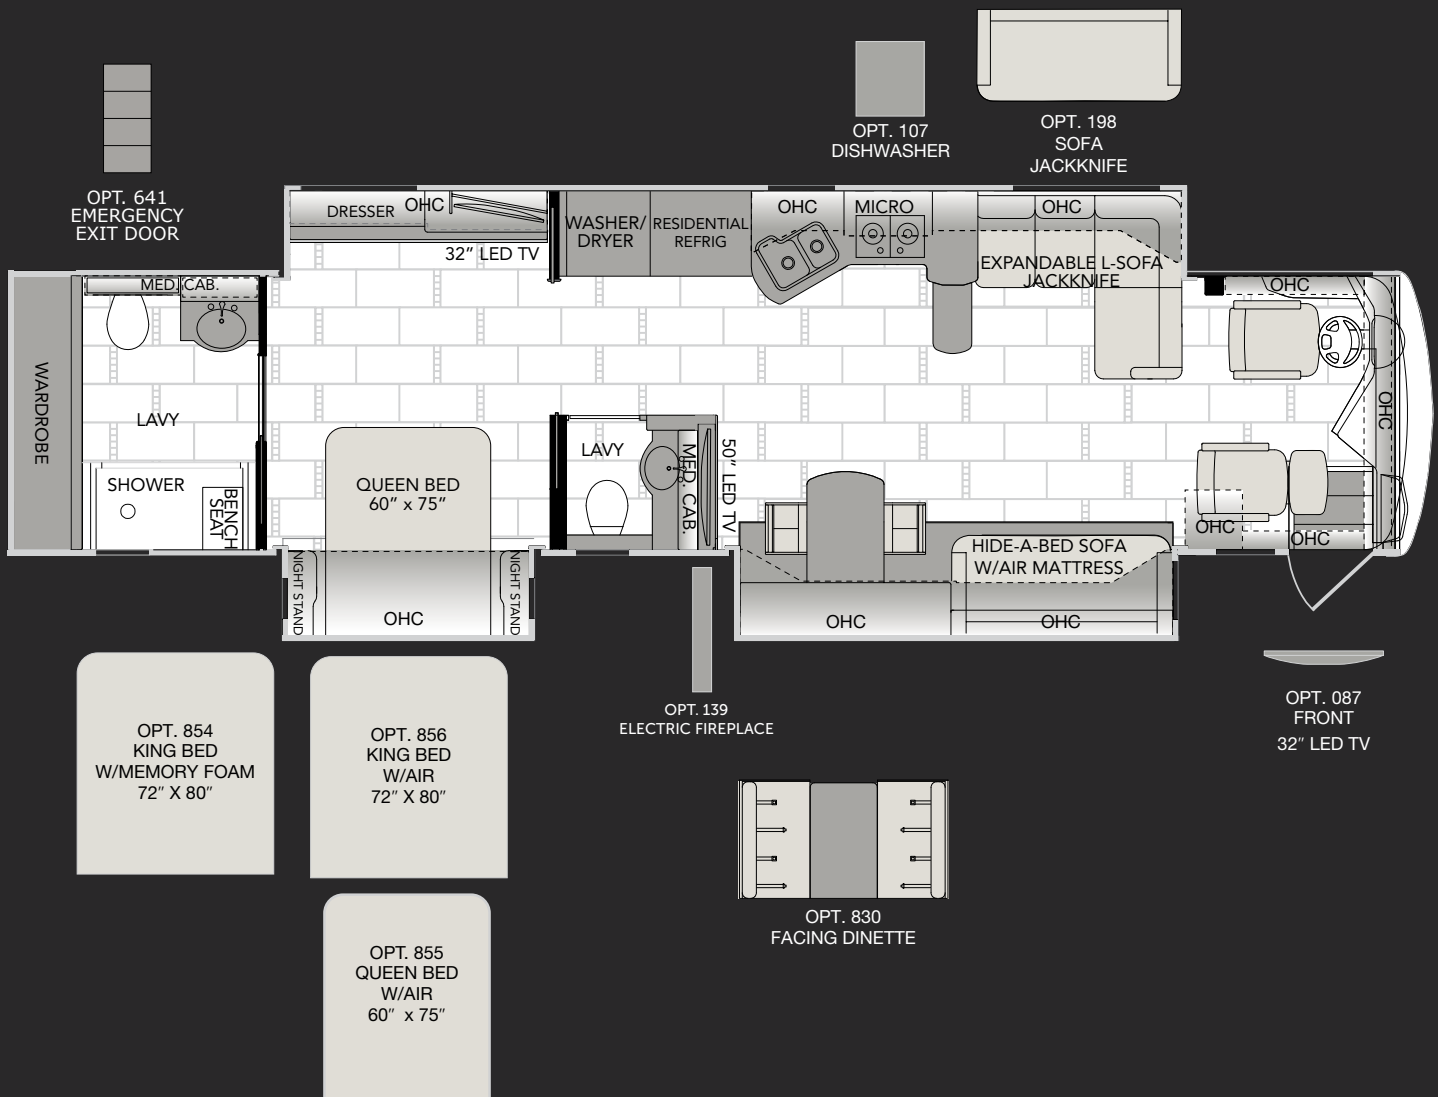 OPT. 107
DISHWASHER
OPT. 198
SOFA
JACKKNIFE
OPT. 641
EMERGENCY
EXIT DOOR
DRESSER
OHC
32" LED TV
WASHER/
DRYER
RESIDENTIAL
REFRIG
OHC
MICRO
OHC
EXPANDABLE L-SOFA
JACKKNIFE
OHC
MED. CAB.
WARDROBE
LAVY
SHOWER
BENCH
SEAT
QUEEN BED
60" x 75"
NIGHT STAND
OHC
NIGHT STAND
LAVY
MED. CAB.
50" LED TV
HIDE-A-BED SOFA
W/AIR MATTRESS
OHC
OHC
OHC
OHC
OHC
OPT. 854
KING BED
W/MEMORY FOAM
72" X 80"
OPT. 856
KING BED
W/AIR
72" X 80"
OPT. 139
ELECTRIC FIREPLACE
OPT. 087
FRONT
32" LED TV
OPT. 830
FACING DINETTE
OPT. 855
QUEEN BED
W/AIR
60" x 75"